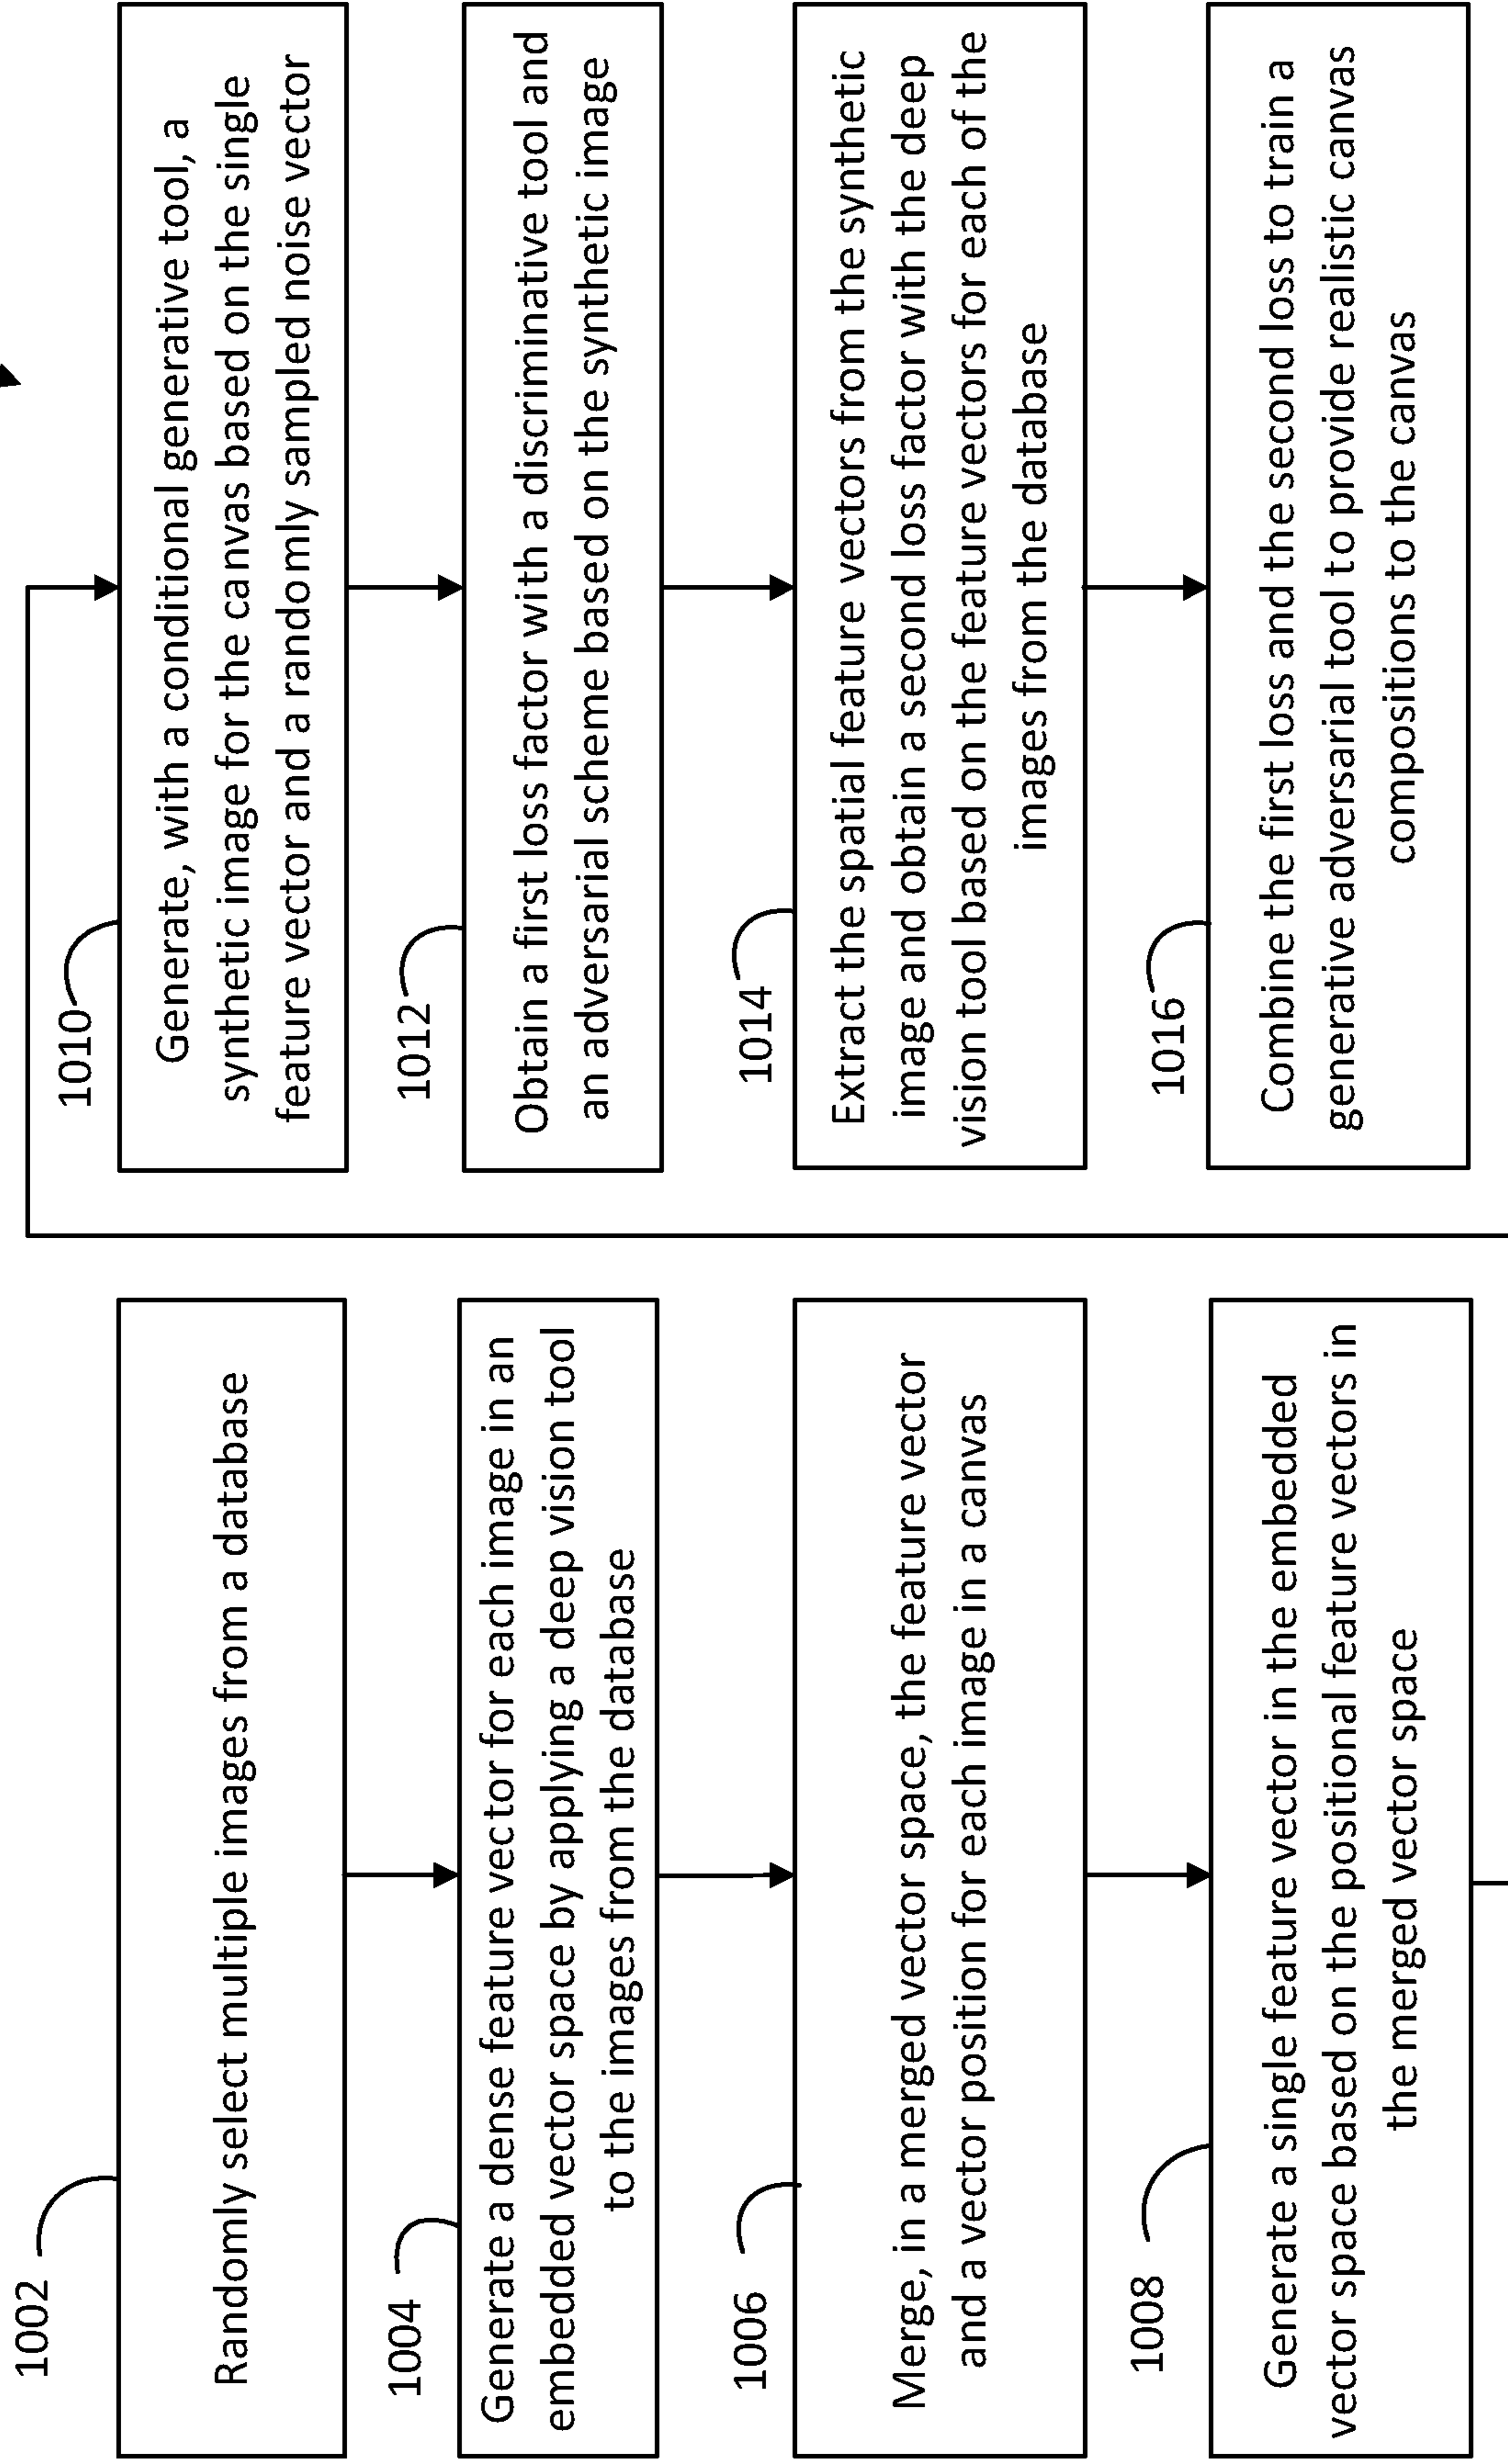 1002
Randomly select multiple images from a database
1004
Generate a dense feature vector for each image in an
embedded vector space by applying a deep vision tool
to the images from the database
1006
Merge, in a merged vector space, the feature vector
and a vector position for each image in a canvas
1008
Generate a single feature vector in the embedded
vector space based on the positional feature vectors in
the merged vector space
1010
Generate, with a conditional generative tool, a
synthetic image for the canvas based on the single
feature vector and a randomly sampled noise vector
1012
Obtain a first loss factor with a discriminative tool and
an adversarial scheme based on the synthetic image
1014
Extract the spatial feature vectors from the synthetic
image and obtain a second loss factor with the deep
vision tool based on the feature vectors for each of the
images from the database
1016
Combine the first loss and the second loss to train a
generative adversarial tool to provide realistic canvas
compositions to the canvas